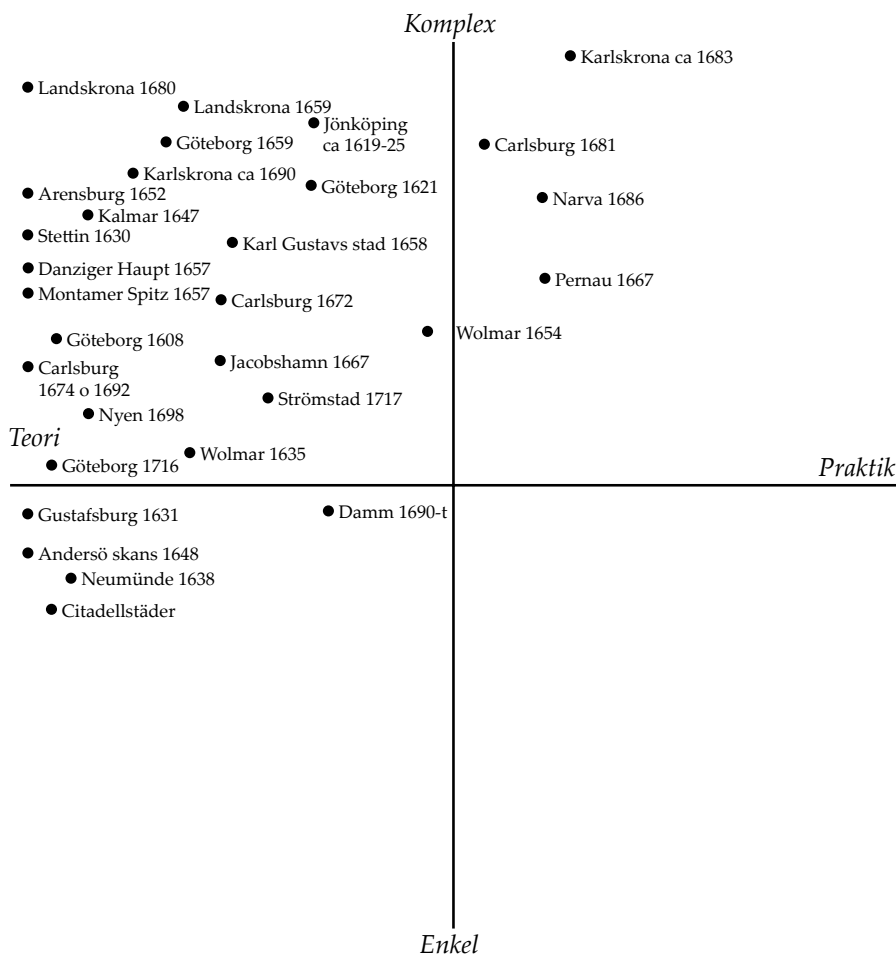 Komplex
Karlskrona ca 1683
Landskrona 1680
Landskrona 1659
Jönköping
ca 1619-25
Göteborg 1659
Carlsburg 1681
Karlskrona ca 1690
Göteborg 1621
Arensburg 1652
Narva 1686
Kalmar 1647
Stettin 1630
Karl Gustavs stad 1658
Danziger Haupt 1657
Pernau 1667
Montamer Spitz 1657
Carlsburg 1672
Wolmar 1654
Göteborg 1608
Jacobshamn 1667
Carlsburg
1674 o 1692
Strömstad 1717
Nyen 1698
Teori
Wolmar 1635
Göteborg 1716
Praktik
Gustafsburg 1631
Damm 1690-t
Andersö skans 1648
Neumünde 1638
Citadellstäder
Enkel